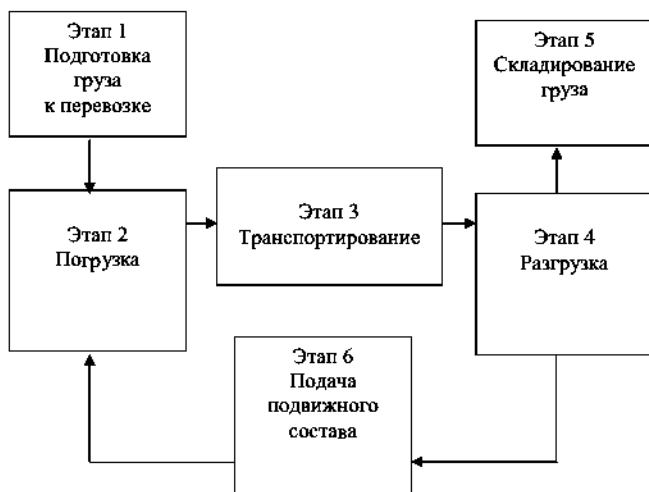 Этап 1
Подготовка
груза
к перевозке
Этап 5
Складирование
груза
Этап 2
Погрузка
Этап 3
Транспортирование
Этап 4
Разгрузка
Этап 6
Подача
подвижного
состава